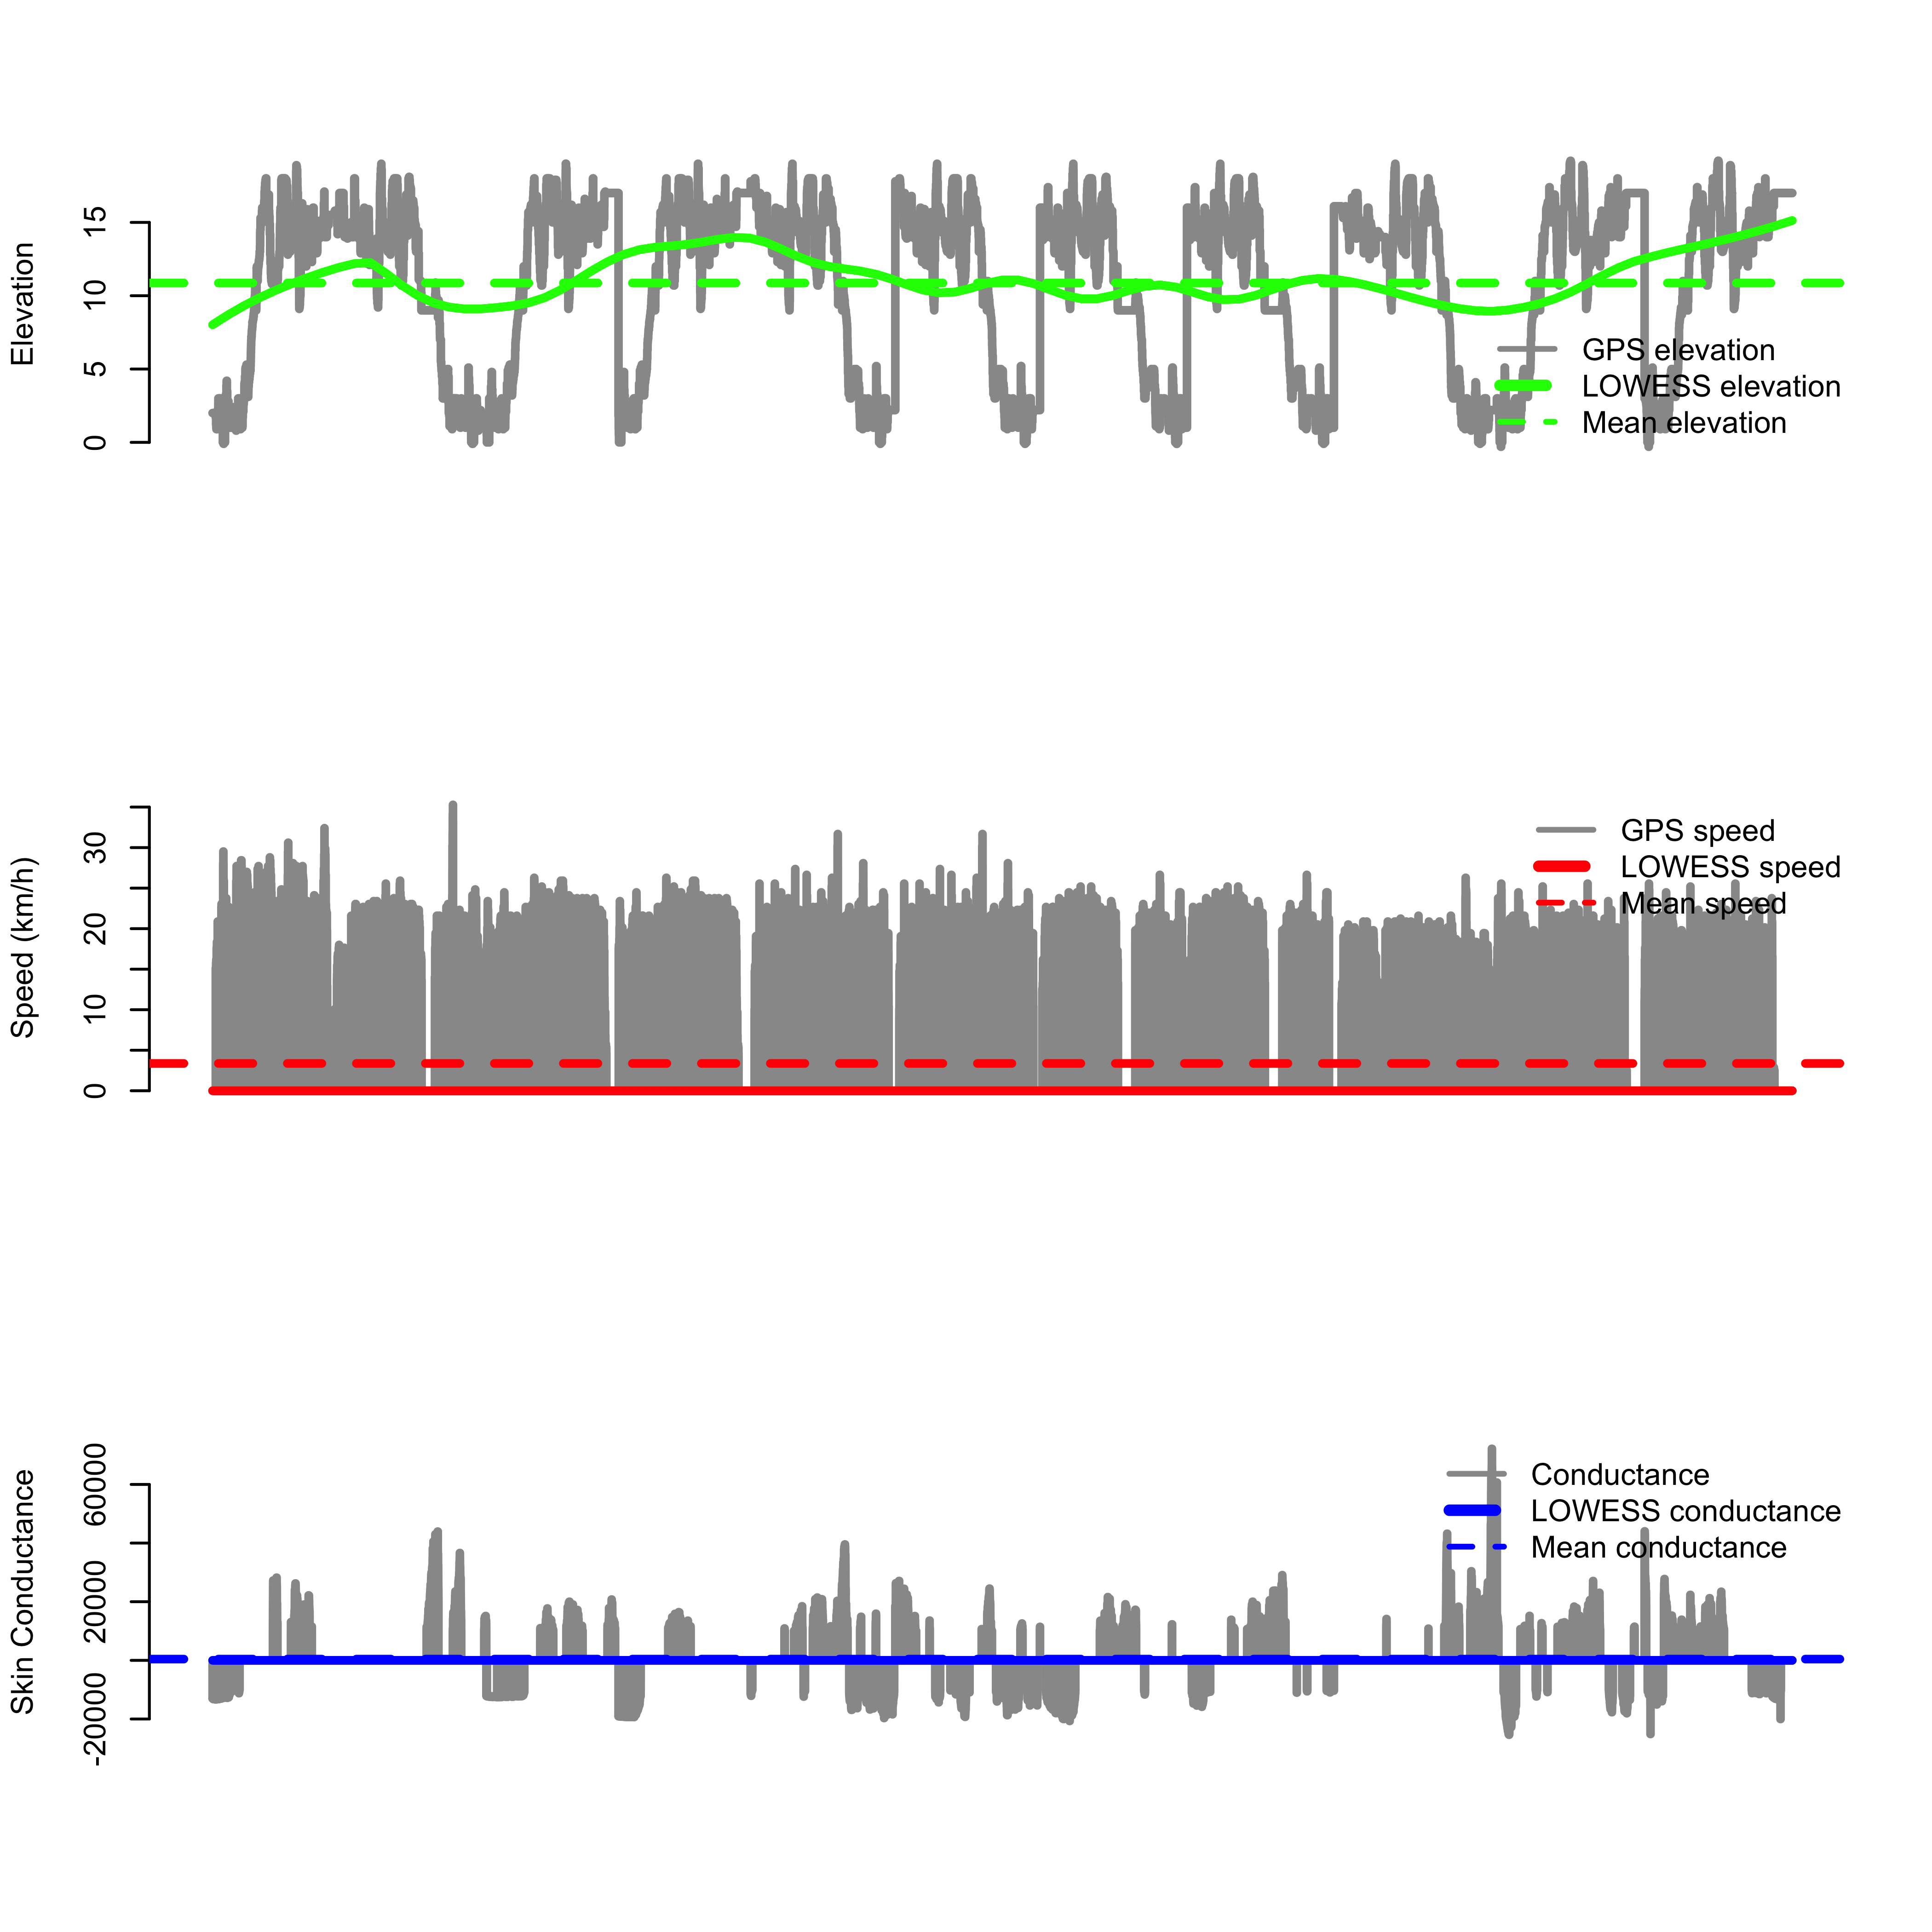 Elevation
0
5
10
15
GPS elevation
LOWESS elevation
Mean elevation
Speed (km/h)
0
10
20
30
GPS speed
LOWESS speed
Mean speed
Skin Conductance
-20000
20000
60000
Conductance
LOWESS conductance
Mean conductance